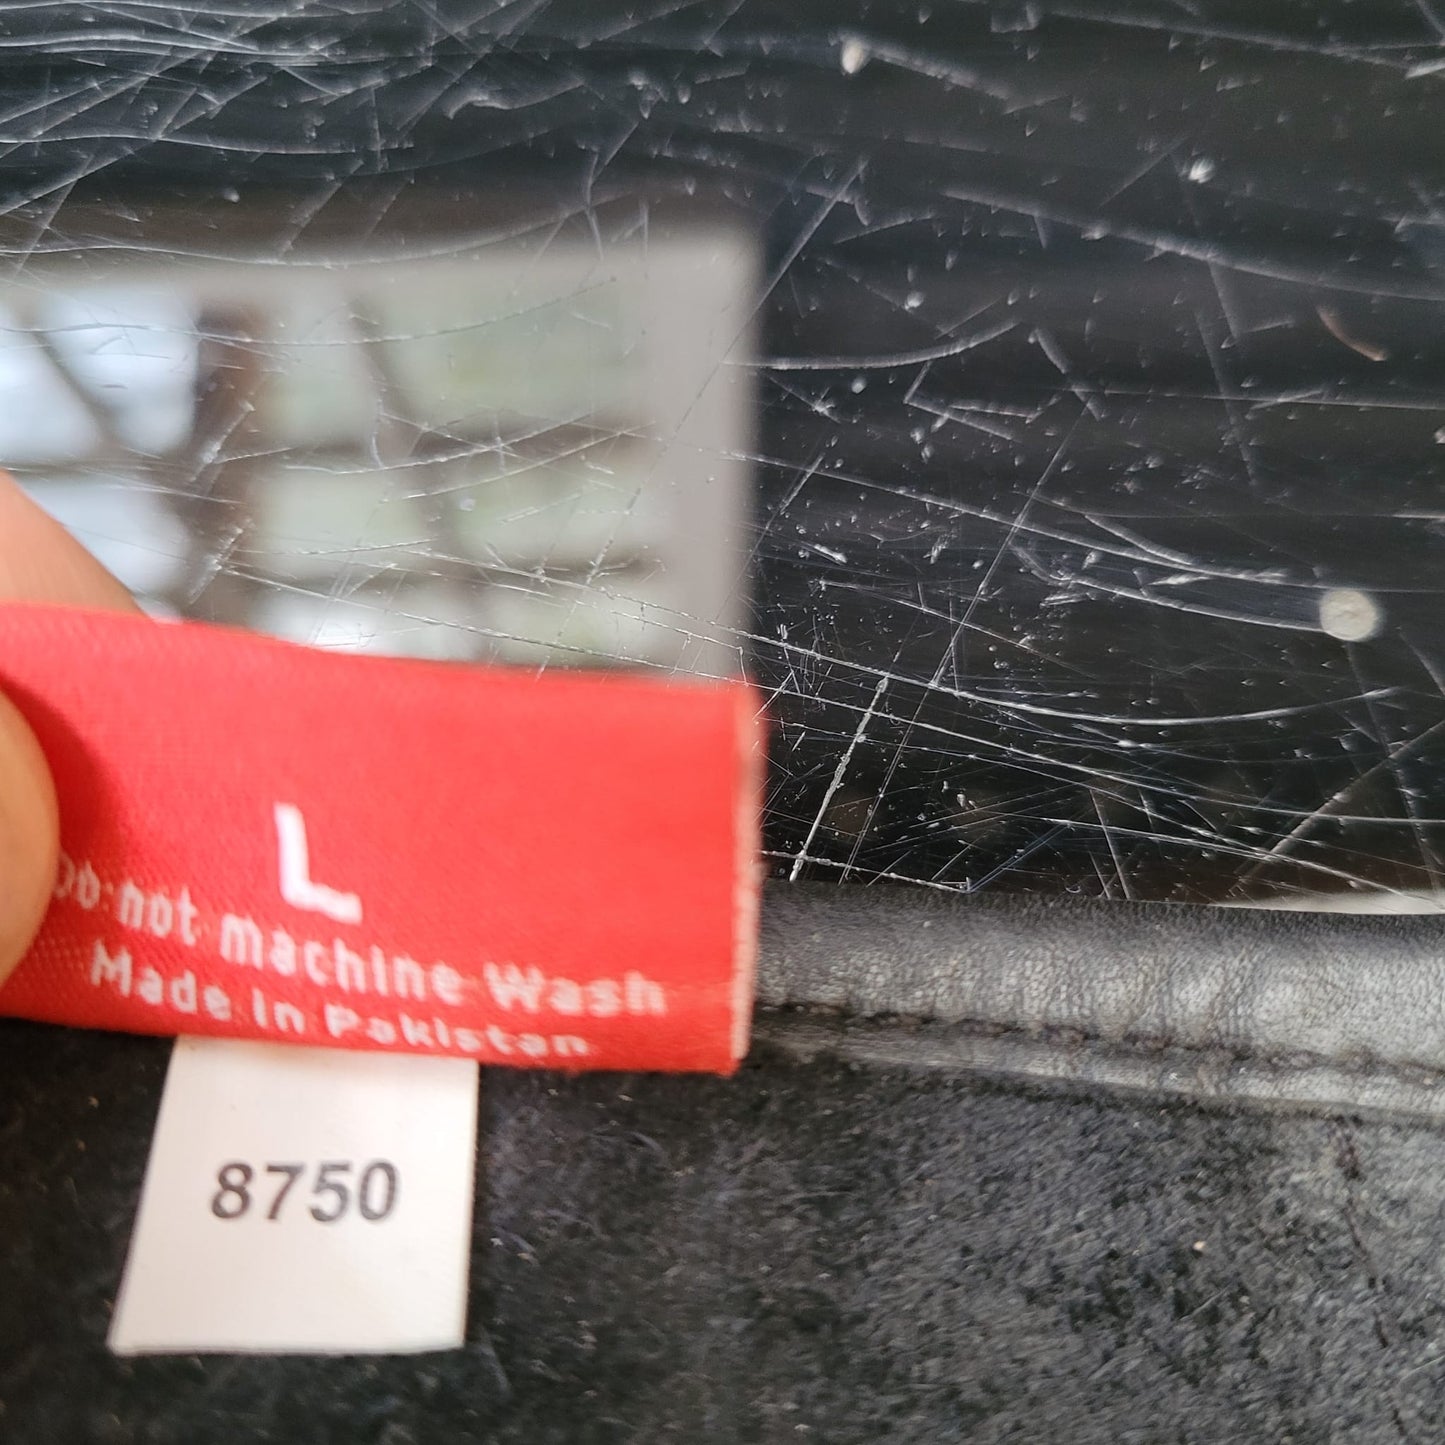 L
Do not machine Wash
Made In Pakistan
8750